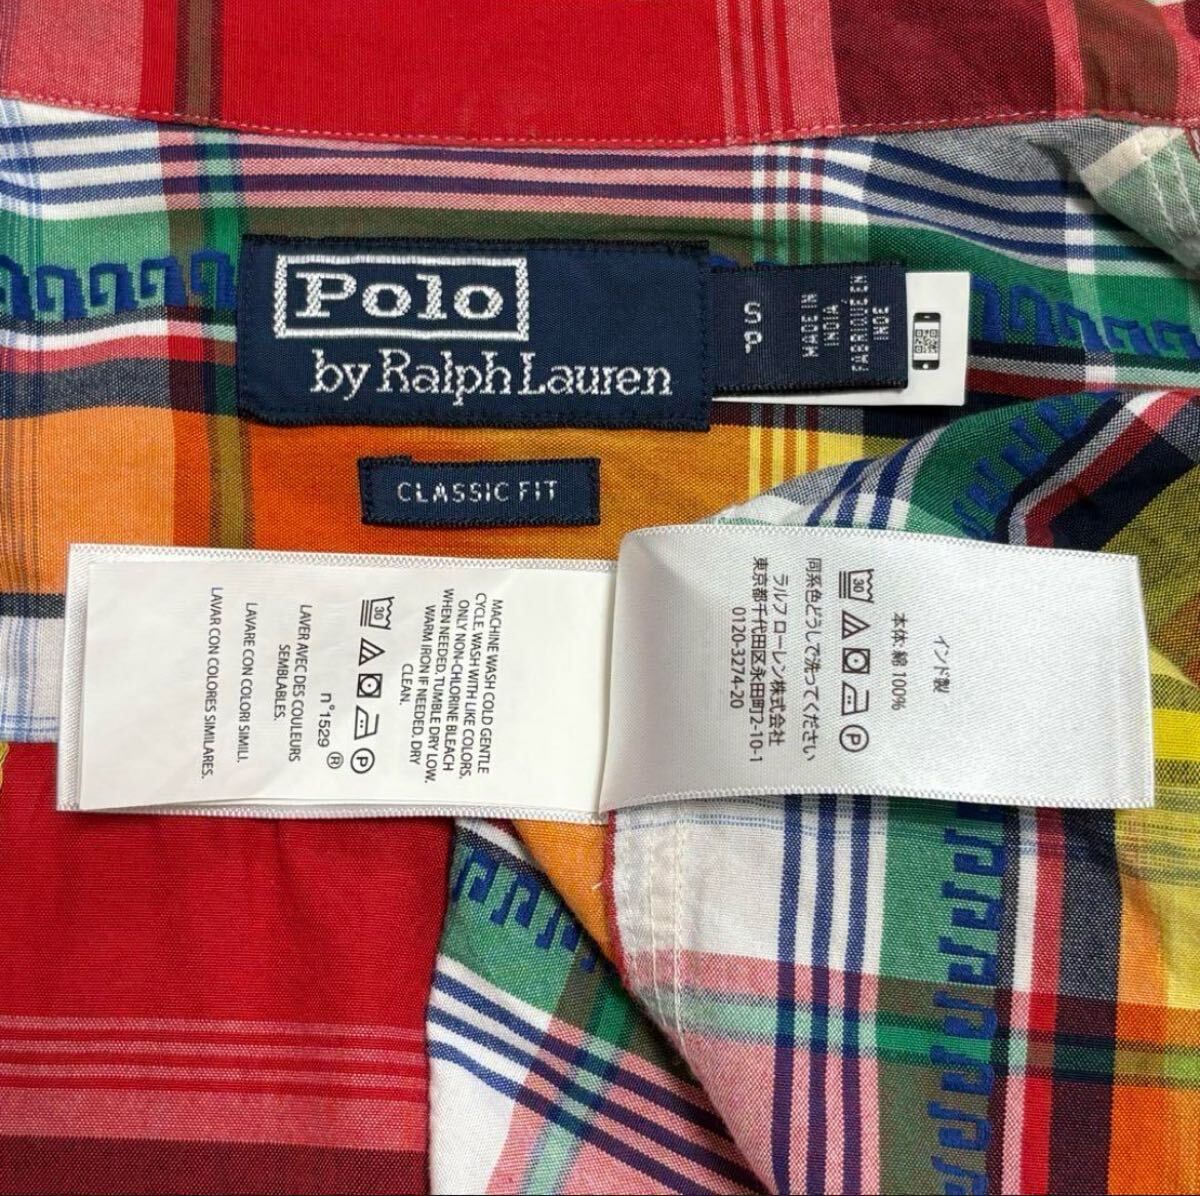 Polo
by Ralph Lauren
S
P
MADE IN
INDIA
FABRIQUÉ EN
INDE
CLASSIC FIT
MACHINE WASH COLD GENTLE
CYCLE. WASH WITH LIKE COLORS.
ONLY NON-CHLORINE BLEACH
WHEN NEEDED. TUMBLE DRY LOW.
WARM IRON IF NEEDED. DRY
CLEAN.
30
P
n°1529 ®
LAVER AVEC DES COULEURS
SEMBLABLES.
LAVARE CON COLORI SIMILI.
LAVAR CON COLORES SIMILARES.
インド製
本体 綿 100%
30
P
同系色どうしで洗ってください
ラルフ ローレン株式会社
東京都千代田区永田町2-10-1
0120-3274-20